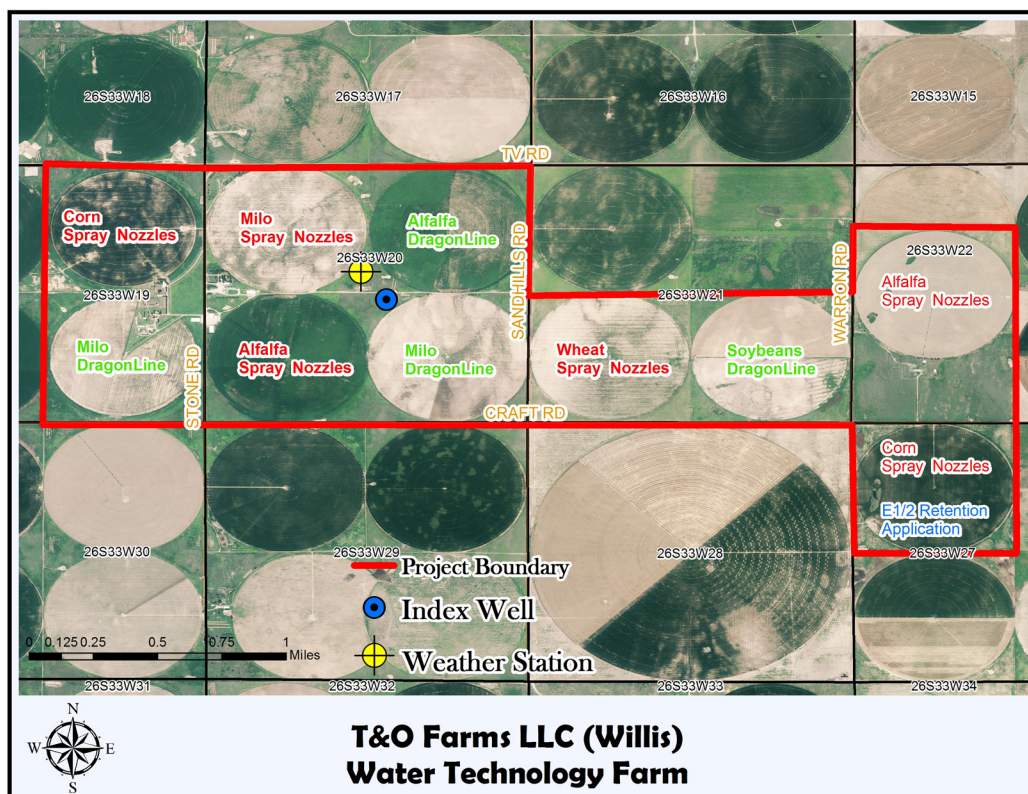 26S33W18
26S33W17
26S33W16
26S33W15
TV RD
Corn
Spray Nozzles
Milo
Spray Nozzles
Alfalfa
DragonLine
SANDHILLS RD
WARRON RD
26S33W22
26S33W20
Alfalfa
Spray Nozzles
26S33W19
26S33W21
Milo
DragonLine
STONE RD
Alfalfa
Spray Nozzles
Milo
DragonLine
Wheat
Spray Nozzles
Soybeans
DragonLine
CRAFT RD
Corn
Spray Nozzles
E1/2 Retention
Application
26S33W30
26S33W29
26S33W28
26S33W27
Project Boundary
Index Well
Weather Station
0 0.125 0.25 0.5 0.75 1
Miles
26S33W31
26S33W32
26S33W33
26S33W34
N
W E
S
T&O Farms LLC (Willis)
Water Technology Farm